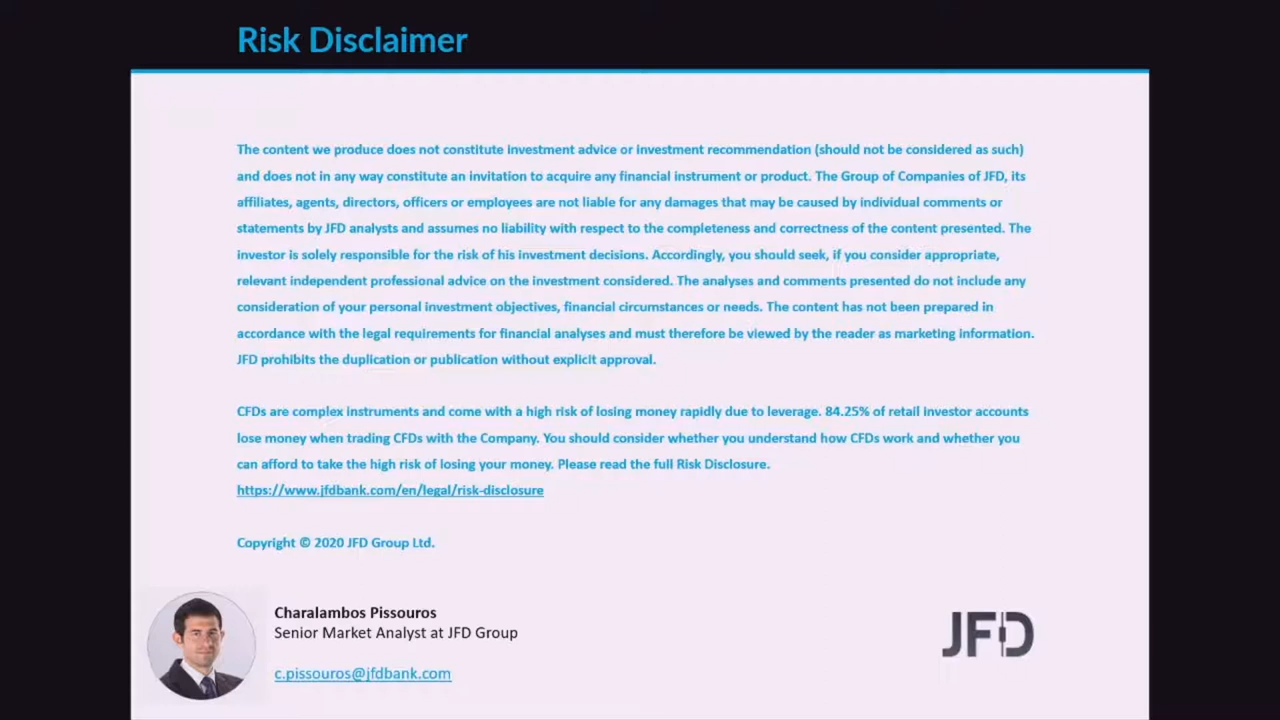 Risk Disclaimer
The content we produce does not constitute investment advice or investment recommendation (should not be considered as such)
and does not in any way constitute an invitation to acquire any financial instrument or product. The Group of Companies of JFD, its
affiliates, agents, directors, officers or employees are not liable for any damages that may be caused by individual comments or
statements by JFD analysts and assumes no liability with respect to the completeness and correctness of the content presented. The
investor is solely responsible for the risk of his investment decisions. Accordingly, you should seek, if you consider appropriate,
relevant independent professional advice on the investment considered. The analyses and comments presented do not include any
consideration of your personal investment objectives, financial circumstances or needs. The content has not been prepared in
accordance with the legal requirements for financial analyses and must therefore be viewed by the reader as marketing information.
JFD prohibits the duplication or publication without explicit approval.
CFDs are complex instruments and come with a high risk of losing money rapidly due to leverage. 84.25% of retail investor accounts
lose money when trading CFDs with the Company. You should consider whether you understand how CFDs work and whether you
can afford to take the high risk of losing your money. Please read the full Risk Disclosure.
https://www.jfdbank.com/en/legal/risk-disclosure
Copyright © 2020 JFD Group Ltd.
Charalambos Pissouros
Senior Market Analyst at JFD Group
c.pissouros@jfdbank.com
JFD